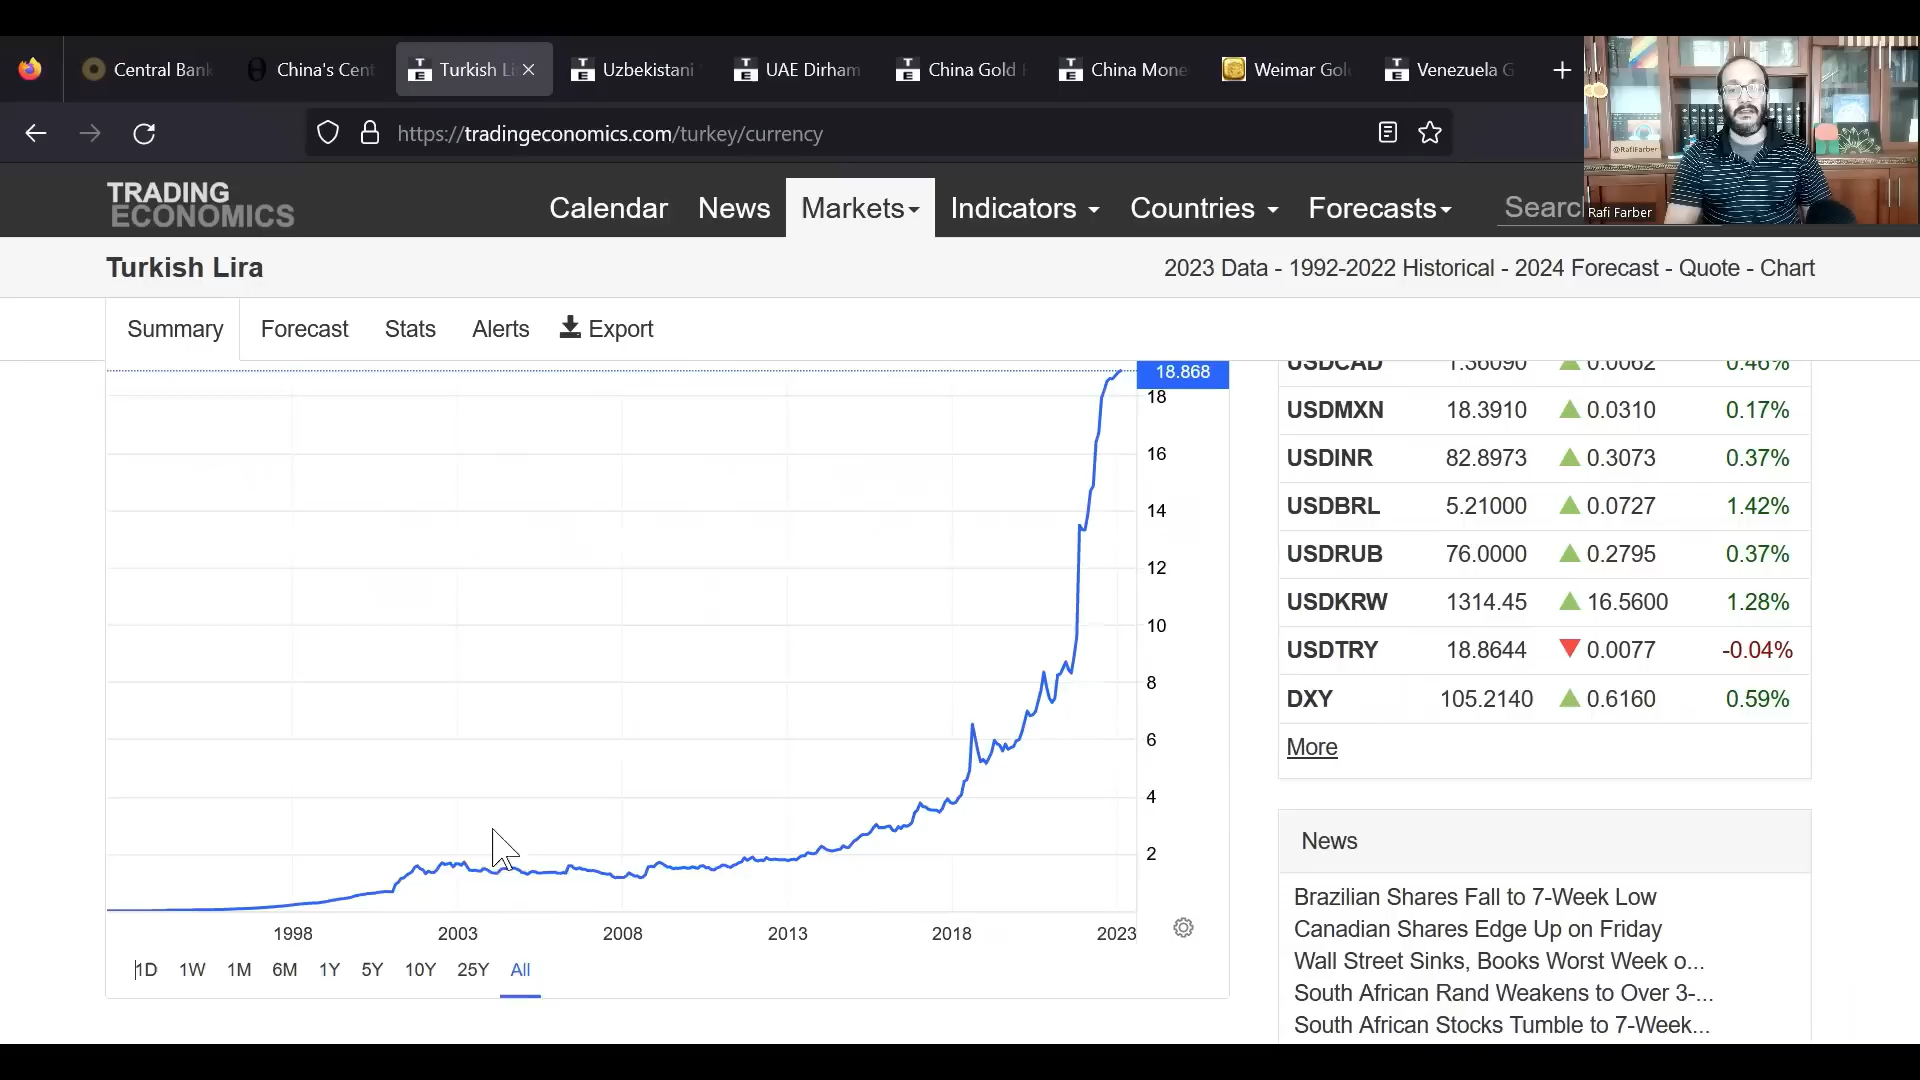 Central Bank
China's Cent
Turkish Li
Uzbekistani
UAE Dirham
China Gold
China Mone
Weimar Gol
Venezuela G
https://tradingeconomics.com/turkey/currency
@RafiFarber
Rafi Farber
TRADING
ECONOMICS
Calendar
News
Markets
Indicators
Countries
Forecasts
Searc
Turkish Lira
2023 Data - 1992-2022 Historical - 2024 Forecast - Quote - Chart
Summary
Forecast
Stats
Alerts
Export
18.868
18
16
14
12
10
8
6
4
2
1998
2003
2008
2013
2018
2023
1D
1W
1M
6M
1Y
5Y
10Y
25Y
All
USDCAD 1.36090 0.0062 0.46%
USDMXN 18.3910 0.0310 0.17%
USDINR 82.8973 0.3073 0.37%
USDBRL 5.21000 0.0727 1.42%
USDRUB 76.0000 0.2795 0.37%
USDKRW 1314.45 16.5600 1.28%
USDTRY 18.8644 0.0077 -0.04%
DXY 105.2140 0.6160 0.59%
More
News
Brazilian Shares Fall to 7-Week Low
Canadian Shares Edge Up on Friday
Wall Street Sinks, Books Worst Week o...
South African Rand Weakens to Over 3-...
South African Stocks Tumble to 7-Week...